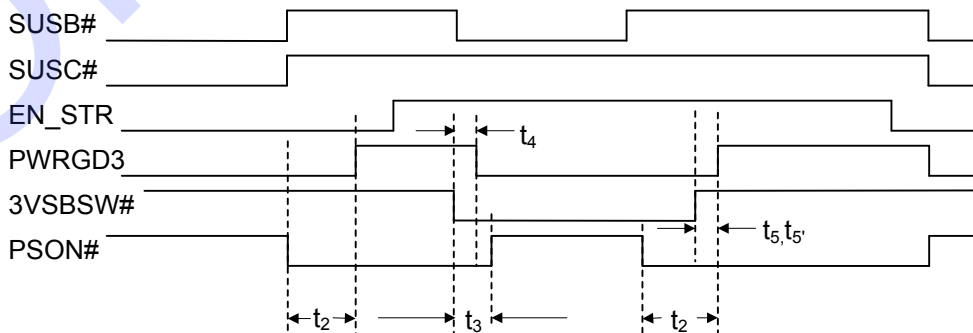 SUSB#
SUSC#
EN_STR
t4
PWRGD3
3VSBSW#
t5,t5'
PSON#
t2 t3 t2